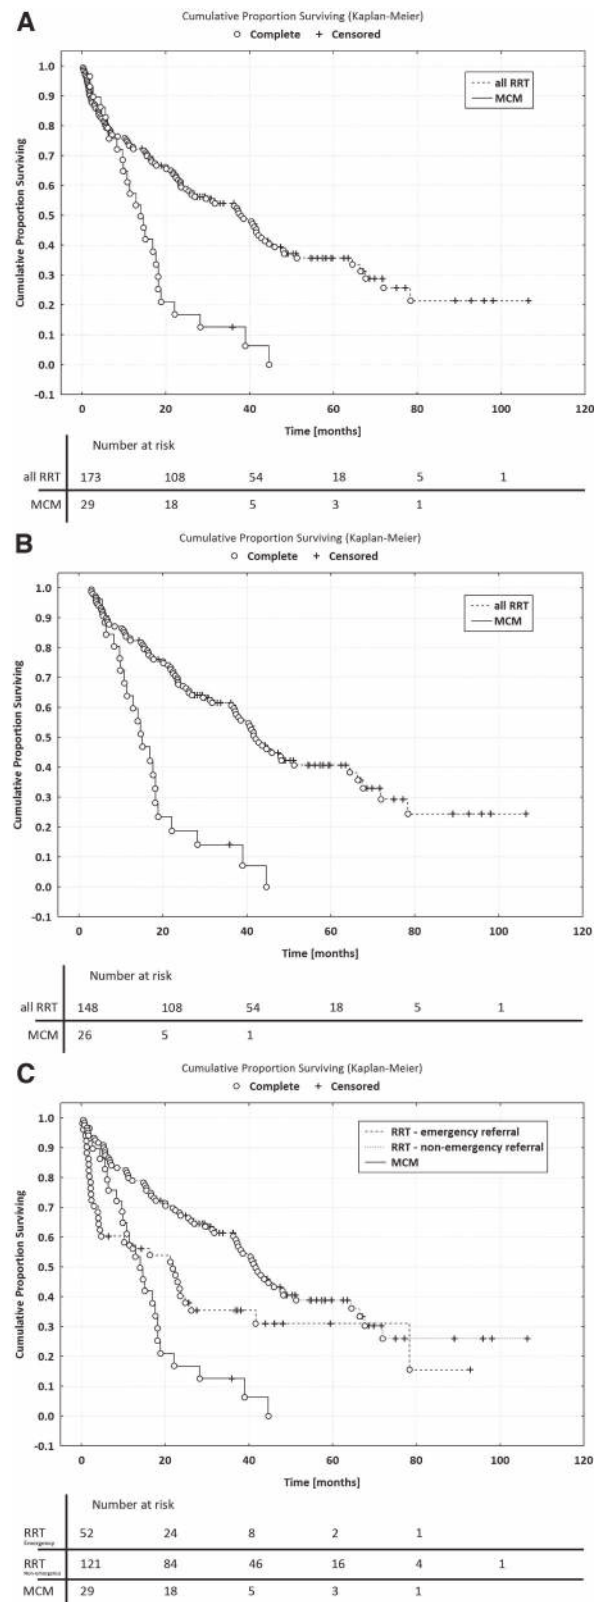 A
Cumulative Proportion Surviving (Kaplan-Meier)
Complete + Censored
all RRT
MCM
Cumulative Proportion Surviving
1.0
0.9
0.8
0.7
0.6
0.5
0.4
0.3
0.2
0.1
0.0
-0.1
0 20 40 60 80 100 120
Time [months]
Number at risk
all RRT 173 108 54 18 5 1
MCM 29 18 5 3 1
B
Cumulative Proportion Surviving (Kaplan-Meier)
Complete + Censored
all RRT
MCM
Cumulative Proportion Surviving
1.0
0.9
0.8
0.7
0.6
0.5
0.4
0.3
0.2
0.1
0.0
-0.1
0 20 40 60 80 100 120
Time [months]
Number at risk
all RRT 148 108 54 18 5 1
MCM 26 5 1
C
Cumulative Proportion Surviving (Kaplan-Meier)
Complete + Censored
RRT - emergency referral
RRT - non-emergency referral
MCM
Cumulative Proportion Surviving
1.0
0.9
0.8
0.7
0.6
0.5
0.4
0.3
0.2
0.1
0.0
-0.1
0 20 40 60 80 100 120
Time [months]
Number at risk
RRT 52 24 8 2 1
RRT 121 84 46 16 4 1
MCM 29 18 5 3 1